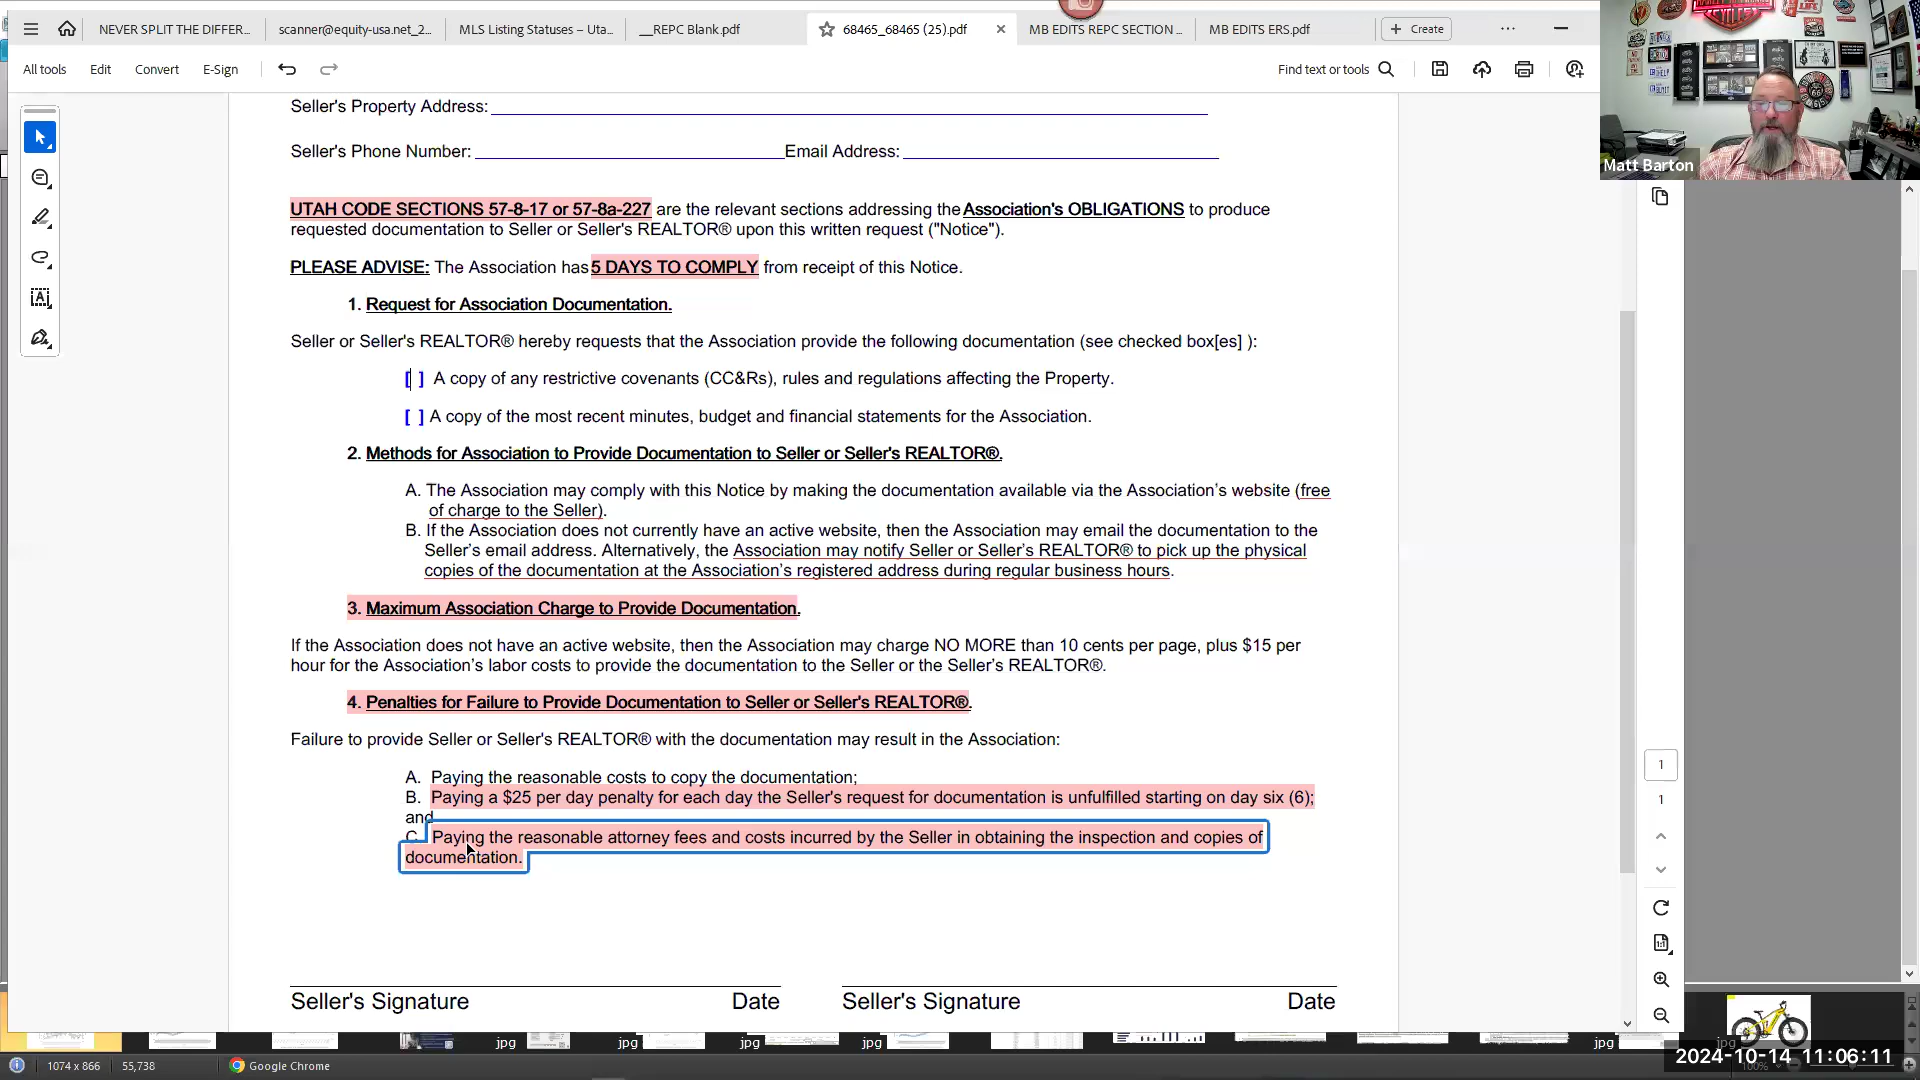 NEVER SPLIT THE DIFFER...
scanner@equity-usa.net_2...
MLS Listing Statuses – Uta...
__REPC Blank.pdf
68465_68465 (25).pdf
MB EDITS REPC SECTION ...
MB EDITS ERS.pdf
Create
All tools
Edit
Convert
E-Sign
Find text or tools
Matt Barton
Seller's Property Address:
Seller's Phone Number: Email Address:
UTAH CODE SECTIONS 57-8-17 or 57-8a-227 are the relevant sections addressing the Association's OBLIGATIONS to produce
requested documentation to Seller or Seller's REALTOR® upon this written request ("Notice").
PLEASE ADVISE: The Association has 5 DAYS TO COMPLY from receipt of this Notice.
1. Request for Association Documentation.
Seller or Seller's REALTOR® hereby requests that the Association provide the following documentation (see checked box[es] ):
[ ] A copy of any restrictive covenants (CC&Rs), rules and regulations affecting the Property.
[ ] A copy of the most recent minutes, budget and financial statements for the Association.
2. Methods for Association to Provide Documentation to Seller or Seller's REALTOR®.
A. The Association may comply with this Notice by making the documentation available via the Association's website (free
of charge to the Seller).
B. If the Association does not currently have an active website, then the Association may email the documentation to the
Seller's email address. Alternatively, the Association may notify Seller or Seller's REALTOR® to pick up the physical
copies of the documentation at the Association's registered address during regular business hours.
3. Maximum Association Charge to Provide Documentation.
If the Association does not have an active website, then the Association may charge NO MORE than 10 cents per page, plus $15 per
hour for the Association's labor costs to provide the documentation to the Seller or the Seller's REALTOR®.
4. Penalties for Failure to Provide Documentation to Seller or Seller's REALTOR®.
Failure to provide Seller or Seller's REALTOR® with the documentation may result in the Association:
A. Paying the reasonable costs to copy the documentation;
B. Paying a $25 per day penalty for each day the Seller's request for documentation is unfulfilled starting on day six (6);
and
C. Paying the reasonable attorney fees and costs incurred by the Seller in obtaining the inspection and copies of
documentation.
Seller's Signature Date Seller's Signature Date
1
1
jpg
jpg
jpg
jpg
jpg
jpg
1074 x 866
55,738
Google Chrome
100%
2024-10-14 11:06:11